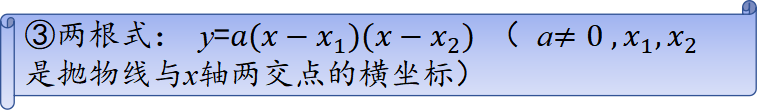 ③两根式： y=a(x − x₁)(x − x₂) （ a≠ 0 , x₁, x₂
是抛物线与x轴两交点的横坐标）